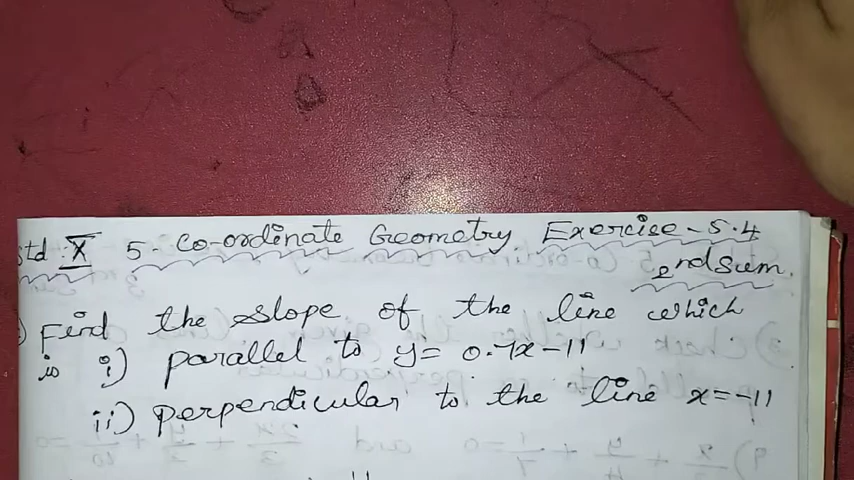 std X 5. Co-ordinate Geometry. Exercise-5.4
2nd sum.
) Find the slope of the line which
is i) parallel to y= 0.7x-11
ii) perpendicular to the line x=-11